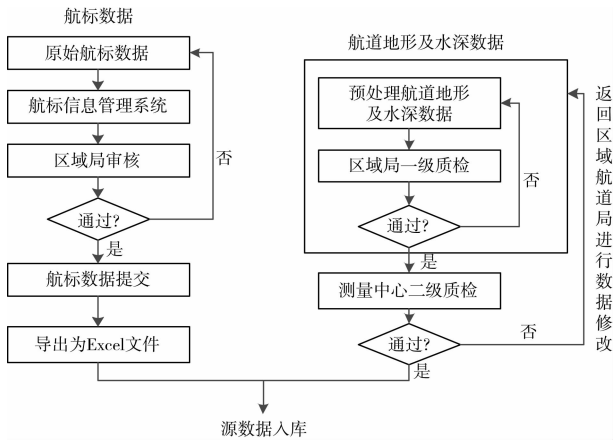 航标数据
原始航标数据
航标信息管理系统
区域局审核
否
通过?
是
航标数据提交
导出为Excel文件
航道地形及水深数据
预处理航道地形
及水深数据
区域局一级质检
否
通过?
是
测量中心二级质检
否
通过?
是
返回区域航道局进行数据修改
源数据入库